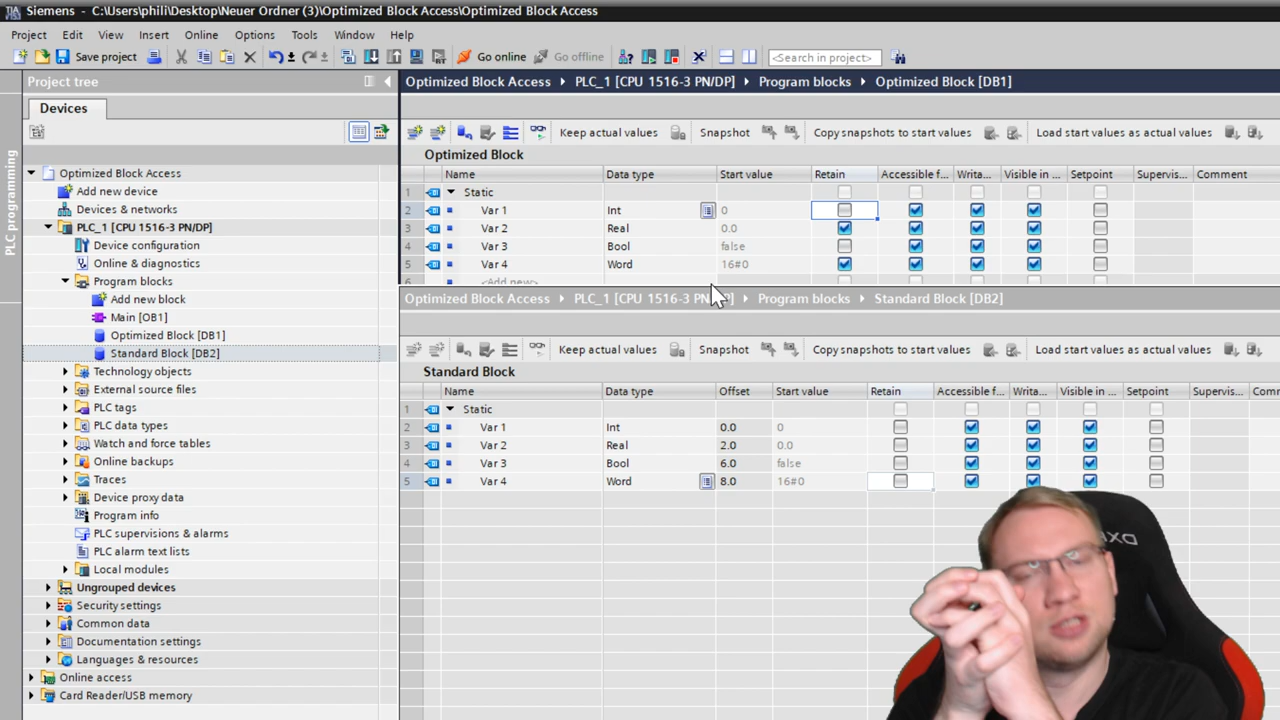 Siemens - C:\Users\phili\Desktop\Neuer Ordner (3)\Optimized Block Access\Optimized Block Access
Project Edit View Insert Online Options Tools Window Help
Save project Go online Go offline <Search in project>
Project tree
Optimized Block Access PLC_1 [CPU 1516-3 PN/DP] Program blocks Optimized Block [DB1]
Devices
PLC programming
Keep actual values Snapshot Copy snapshots to start values Load start values as actual values
Optimized Block
Name Data type Start value Retain Accessible f... Writa... Visible in ... Setpoint Supervis... Comment
1 Static
2 Var 1 Int 0
3 Var 2 Real 0.0
4 Var 3 Bool false
5 Var 4 Word 16#0
6 <Add new>
Optimized Block Access PLC_1 [CPU 1516-3 PN/DP] Program blocks Standard Block [DB2]
Keep actual values Snapshot Copy snapshots to start values Load start values as actual values
Standard Block
Name Data type Offset Start value Retain Accessible f... Writa... Visible in ... Setpoint Supervis... Comm
1 Static
2 Var 1 Int 0.0 0
3 Var 2 Real 2.0 0.0
4 Var 3 Bool 6.0 false
5 Var 4 Word 8.0 16#0
Optimized Block Access
Add new device
Devices & networks
PLC_1 [CPU 1516-3 PN/DP]
Device configuration
Online & diagnostics
Program blocks
Add new block
Main [OB1]
Optimized Block [DB1]
Standard Block [DB2]
Technology objects
External source files
PLC tags
PLC data types
Watch and force tables
Online backups
Traces
Device proxy data
Program info
PLC supervisions & alarms
PLC alarm text lists
Local modules
Ungrouped devices
Security settings
Common data
Documentation settings
Languages & resources
Online access
Card Reader/USB memory